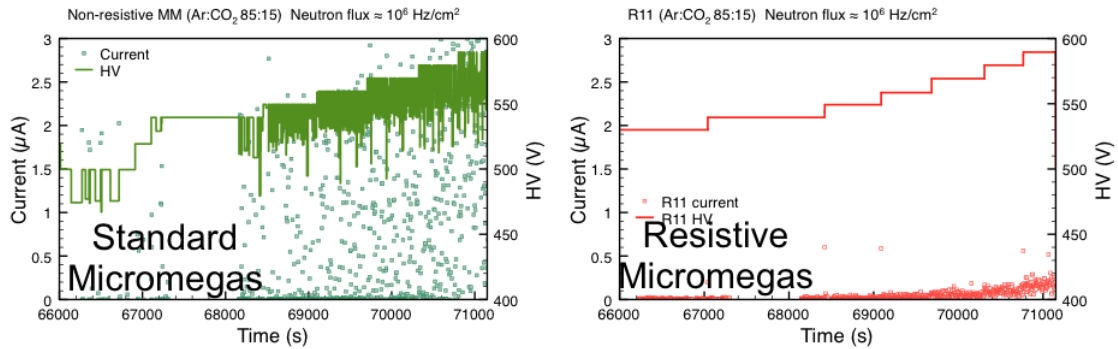 Non-resistive MM (Ar:CO₂ 85:15) Neutron flux ≈ 10⁶ Hz/cm²
3
2.5
2
1.5
1
0.5
0
Current (µA)
600
550
500
450
400
HV (V)
Current
HV
Standard
Micromegas
66000 67000 68000 69000 70000 71000
Time (s)
R11 (Ar:CO₂ 85:15) Neutron flux ≈ 10⁶ Hz/cm²
3
2.5
2
1.5
1
0.5
0
Current (µA)
600
550
500
450
400
HV (V)
R11 current
R11 HV
Resistive
Micromegas
66000 67000 68000 69000 70000 71000
Time (s)